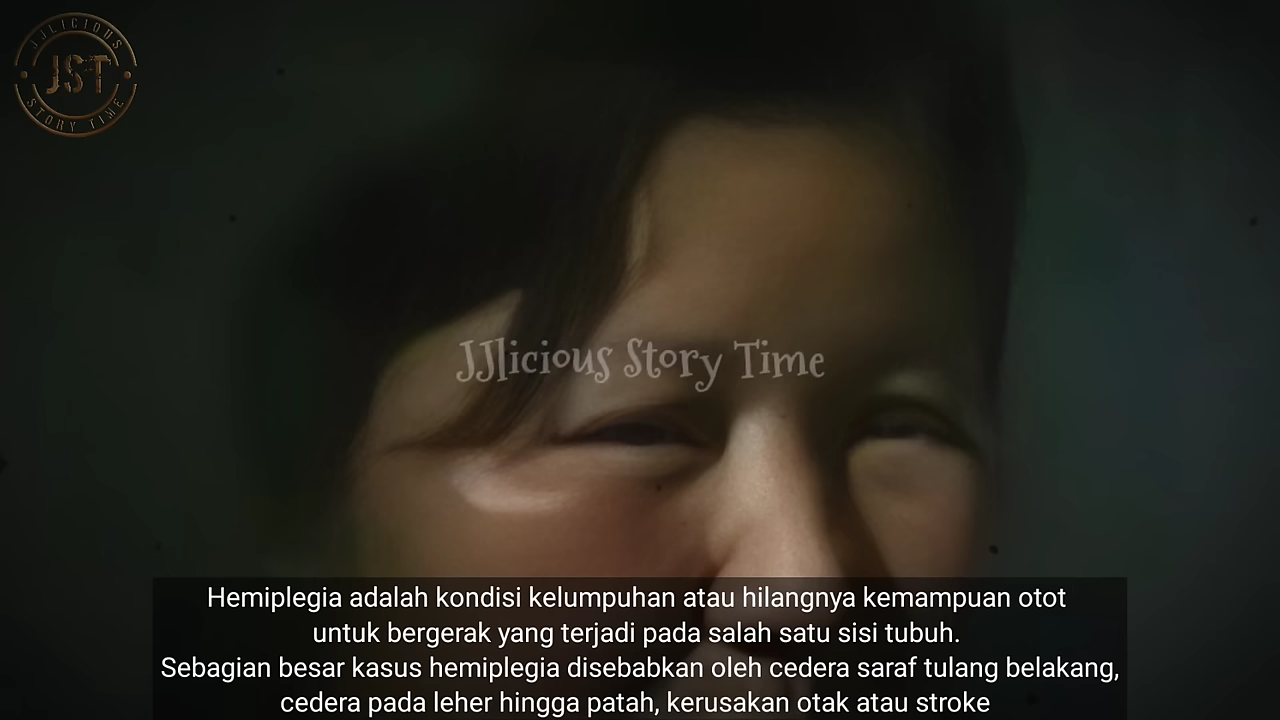 JJLICIOUS
JST
STORY TIME
JJlicious Story Time
Hemiplegia adalah kondisi kelumpuhan atau hilangnya kemampuan otot
untuk bergerak yang terjadi pada salah satu sisi tubuh.
Sebagian besar kasus hemiplegia disebabkan oleh cedera saraf tulang belakang,
cedera pada leher hingga patah, kerusakan otak atau stroke